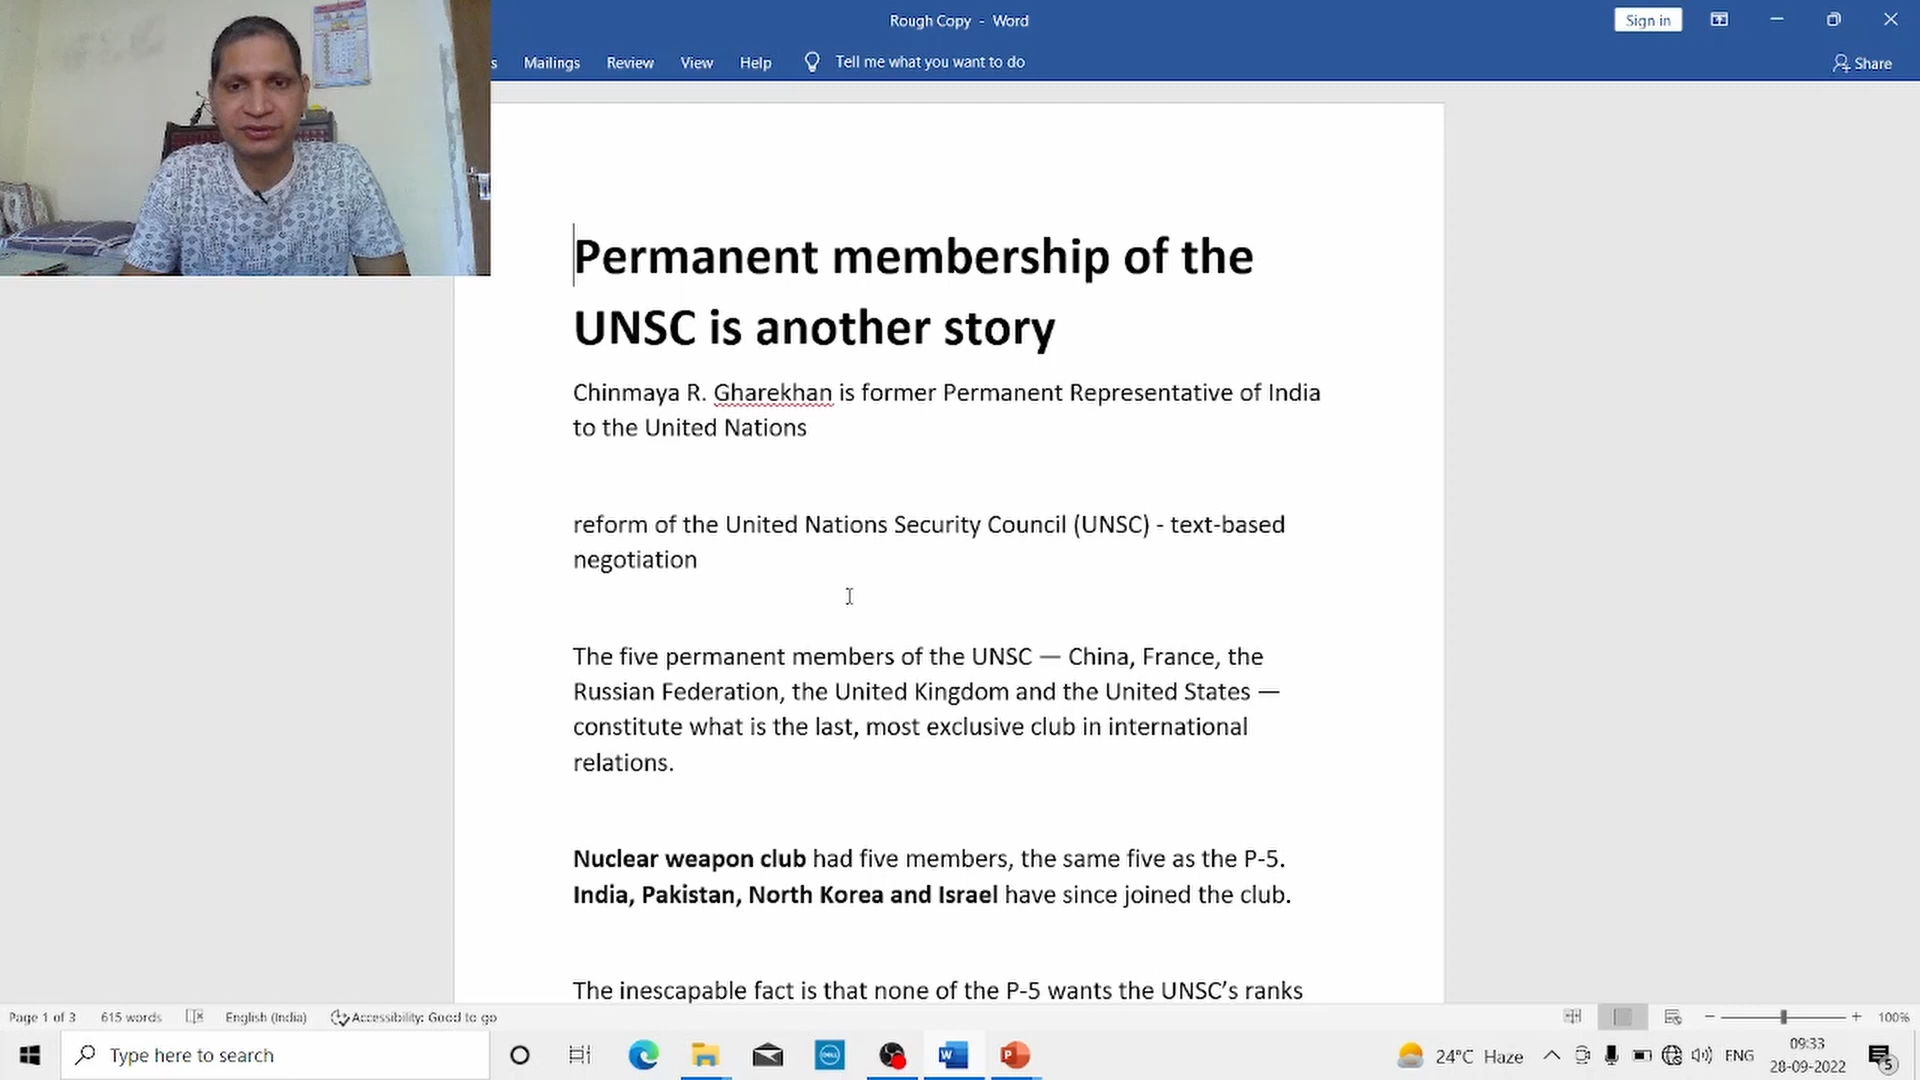 Rough Copy - Word
Sign in
s Mailings Review View Help Tell me what you want to do
Share
Permanent membership of the
UNSC is another story
Chinmaya R. Gharekhan is former Permanent Representative of India
to the United Nations
reform of the United Nations Security Council (UNSC) - text-based
negotiation
The five permanent members of the UNSC — China, France, the
Russian Federation, the United Kingdom and the United States —
constitute what is the last, most exclusive club in international
relations.
Nuclear weapon club had five members, the same five as the P-5.
India, Pakistan, North Korea and Israel have since joined the club.
The inescapable fact is that none of the P-5 wants the UNSC’s ranks
Page 1 of 3 615 words English (India) Accessibility: Good to go 100%
Type here to search
DELL
W
P
24°C Haze
ENG
09:33
28-09-2022
5